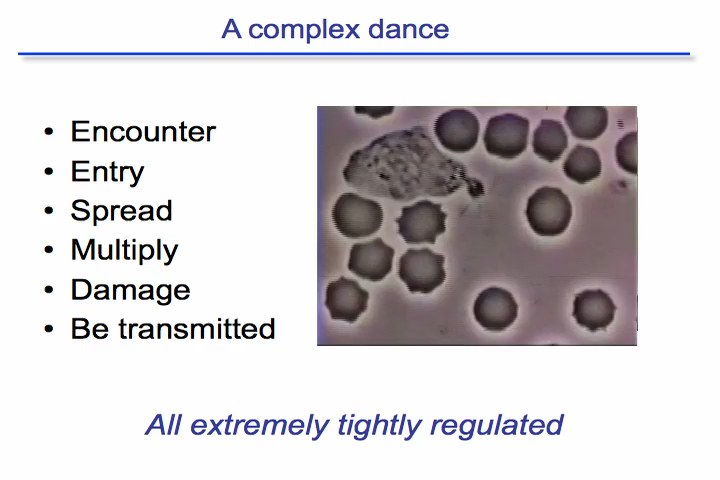 A complex dance
• Encounter
• Entry
• Spread
• Multiply
• Damage
• Be transmitted
All extremely tightly regulated